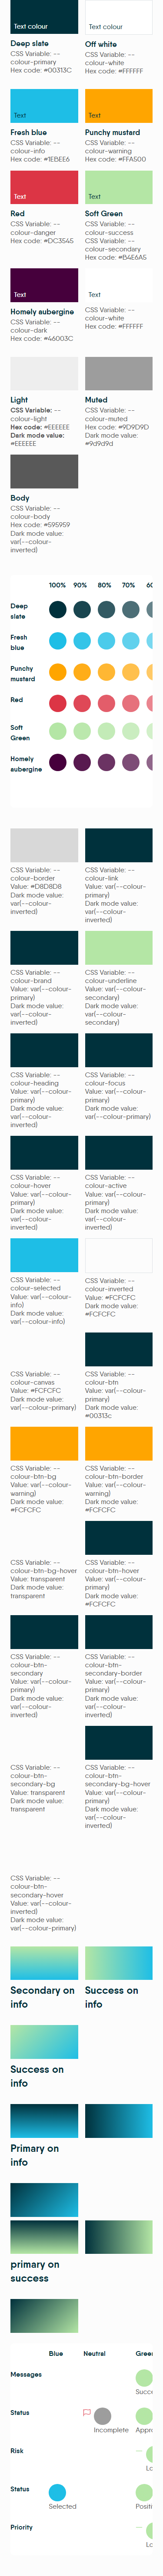 Text colour
Text colour
Deep slate
CSS Variable: --
colour-primary
Hex code: #00313C
Off white
CSS Variable: --
colour-white
Hex code: #FFFFFF
Text
Text
Fresh blue
CSS Variable: --
colour-info
Hex code: #1EBEE6
Punchy mustard
CSS Variable: --
colour-warning
Hex code: #FFA500
Text
Text
Red
CSS Variable: --
colour-danger
Hex code: #DC3545
Soft Green
CSS Variable: --
colour-success
CSS Variable: --
colour-secondary
Hex code: #B4E6A5
Text
Text
Homely aubergine
CSS Variable: --
colour-dark
Hex code: #46003C
CSS Variable: --
colour-white
Hex code: #FFFFFF
Light
CSS Variable: --
colour-light
Hex code: #EEEEEE
Dark mode value:
#EEEEEE
Muted
CSS Variable: --
colour-muted
Hex code: #9D9D9D
Dark mode value:
#9d9d9d
Body
CSS Variable: --
colour-body
Hex code: #595959
Dark mode value:
var(--colour-
inverted)
100% 90% 80% 70%
Deep
slate
Fresh
blue
Punchy
mustard
Red
Soft
Green
Homely
aubergine
CSS Variable: --
colour-border
Value: #D8D8D8
Dark mode value:
var(--colour-
inverted)
CSS Variable: --
colour-link
Value: var(--colour-
primary)
Dark mode value:
var(--colour-
inverted)
CSS Variable: --
colour-brand
Value: var(--colour-
primary)
Dark mode value:
var(--colour-
inverted)
CSS Variable: --
colour-underline
Value: var(--colour-
secondary)
Dark mode value:
var(--colour-
secondary)
CSS Variable: --
colour-heading
Value: var(--colour-
primary)
Dark mode value:
var(--colour-
inverted)
CSS Variable: --
colour-focus
Value: var(--colour-
primary)
Dark mode value:
var(--colour-primary)
CSS Variable: --
colour-hover
Value: var(--colour-
primary)
Dark mode value:
var(--colour-
inverted)
CSS Variable: --
colour-active
Value: var(--colour-
primary)
Dark mode value:
var(--colour-
inverted)
CSS Variable: --
colour-selected
Value: var(--colour-
info)
Dark mode value:
var(--colour-info)
CSS Variable: --
colour-inverted
Value: #FCFCFC
Dark mode value:
#FCFCFC
CSS Variable: --
colour-canvas
Value: #FCFCFC
Dark mode value:
var(--colour-primary)
CSS Variable: --
colour-btn
Value: var(--colour-
primary)
Dark mode value:
#00313c
CSS Variable: --
colour-btn-bg
Value: var(--colour-
warning)
Dark mode value:
#FCFCFC
CSS Variable: --
colour-btn-border
Value: var(--colour-
warning)
Dark mode value:
#FCFCFC
CSS Variable: --
colour-btn-bg-hover
Value: transparent
Dark mode value:
transparent
CSS Variable: --
colour-btn-hover
Value: var(--colour-
primary)
Dark mode value:
#FCFCFC
CSS Variable: --
colour-btn-
secondary
Value: var(--colour-
primary)
Dark mode value:
var(--colour-
inverted)
CSS Variable: --
colour-btn-
secondary-border
Value: var(--colour-
primary)
Dark mode value:
var(--colour-
inverted)
CSS Variable: --
colour-btn-
secondary-bg
Value: transparent
Dark mode value:
transparent
CSS Variable: --
colour-btn-
secondary-bg-hover
Value: var(--colour-
primary)
Dark mode value:
var(--colour-
inverted)
CSS Variable: --
colour-btn-
secondary-hover
Value: var(--colour-
inverted)
Dark mode value:
var(--colour-primary)
Secondary on
info
Success on
info
Success on
info
Primary on
info
primary on
success
Blue Neutral
Messages
Status
Incomplete
Risk
Status
Selected
Priority